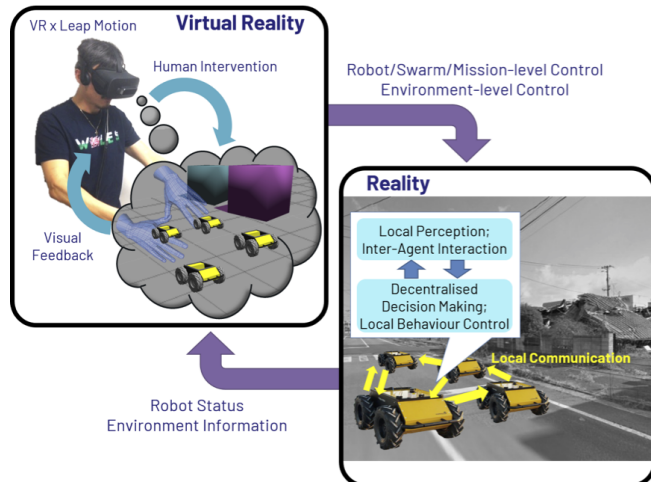 VR x Leap Motion
Virtual Reality
Human Intervention
Visual
Feedback
Robot/Swarm/Mission-level Control
Environment-level Control
Reality
Local Perception;
Inter-Agent Interaction
Decentralised
Decision Making;
Local Behaviour Control
Local Communication
Robot Status
Environment Information